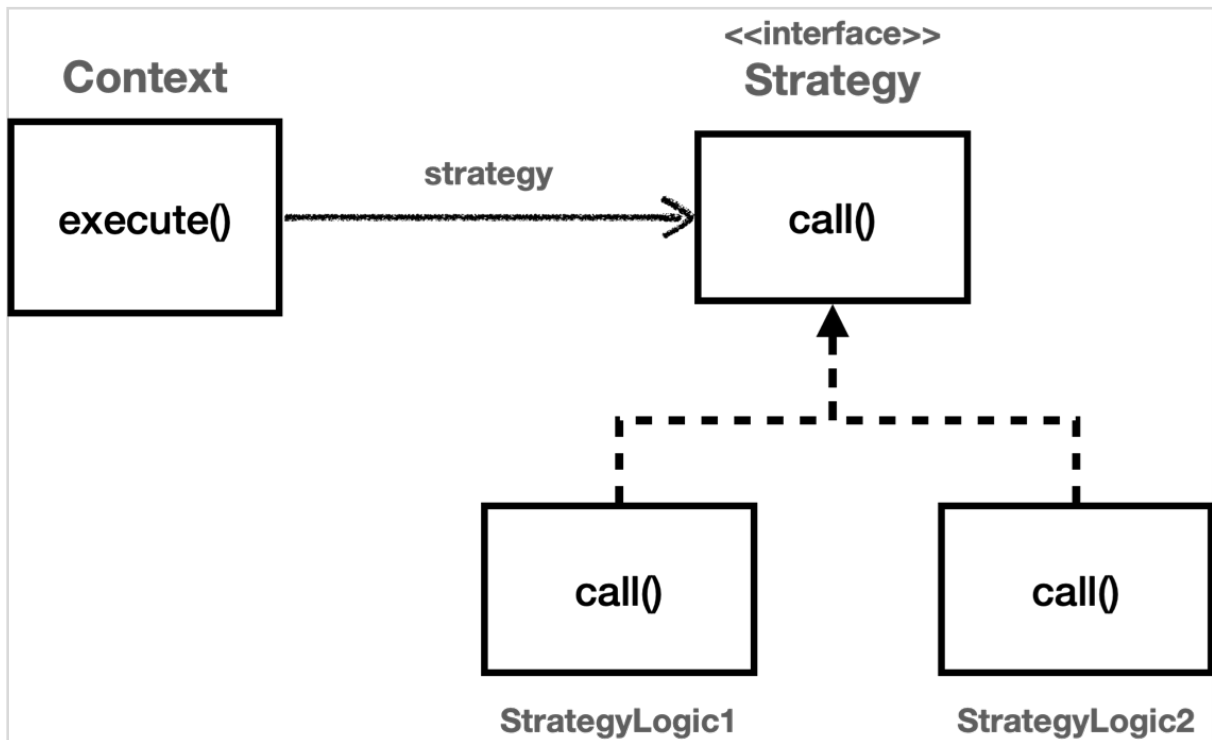 <<interface>>
Context
Strategy
execute()
strategy
call()
call()
call()
StrategyLogic1
StrategyLogic2